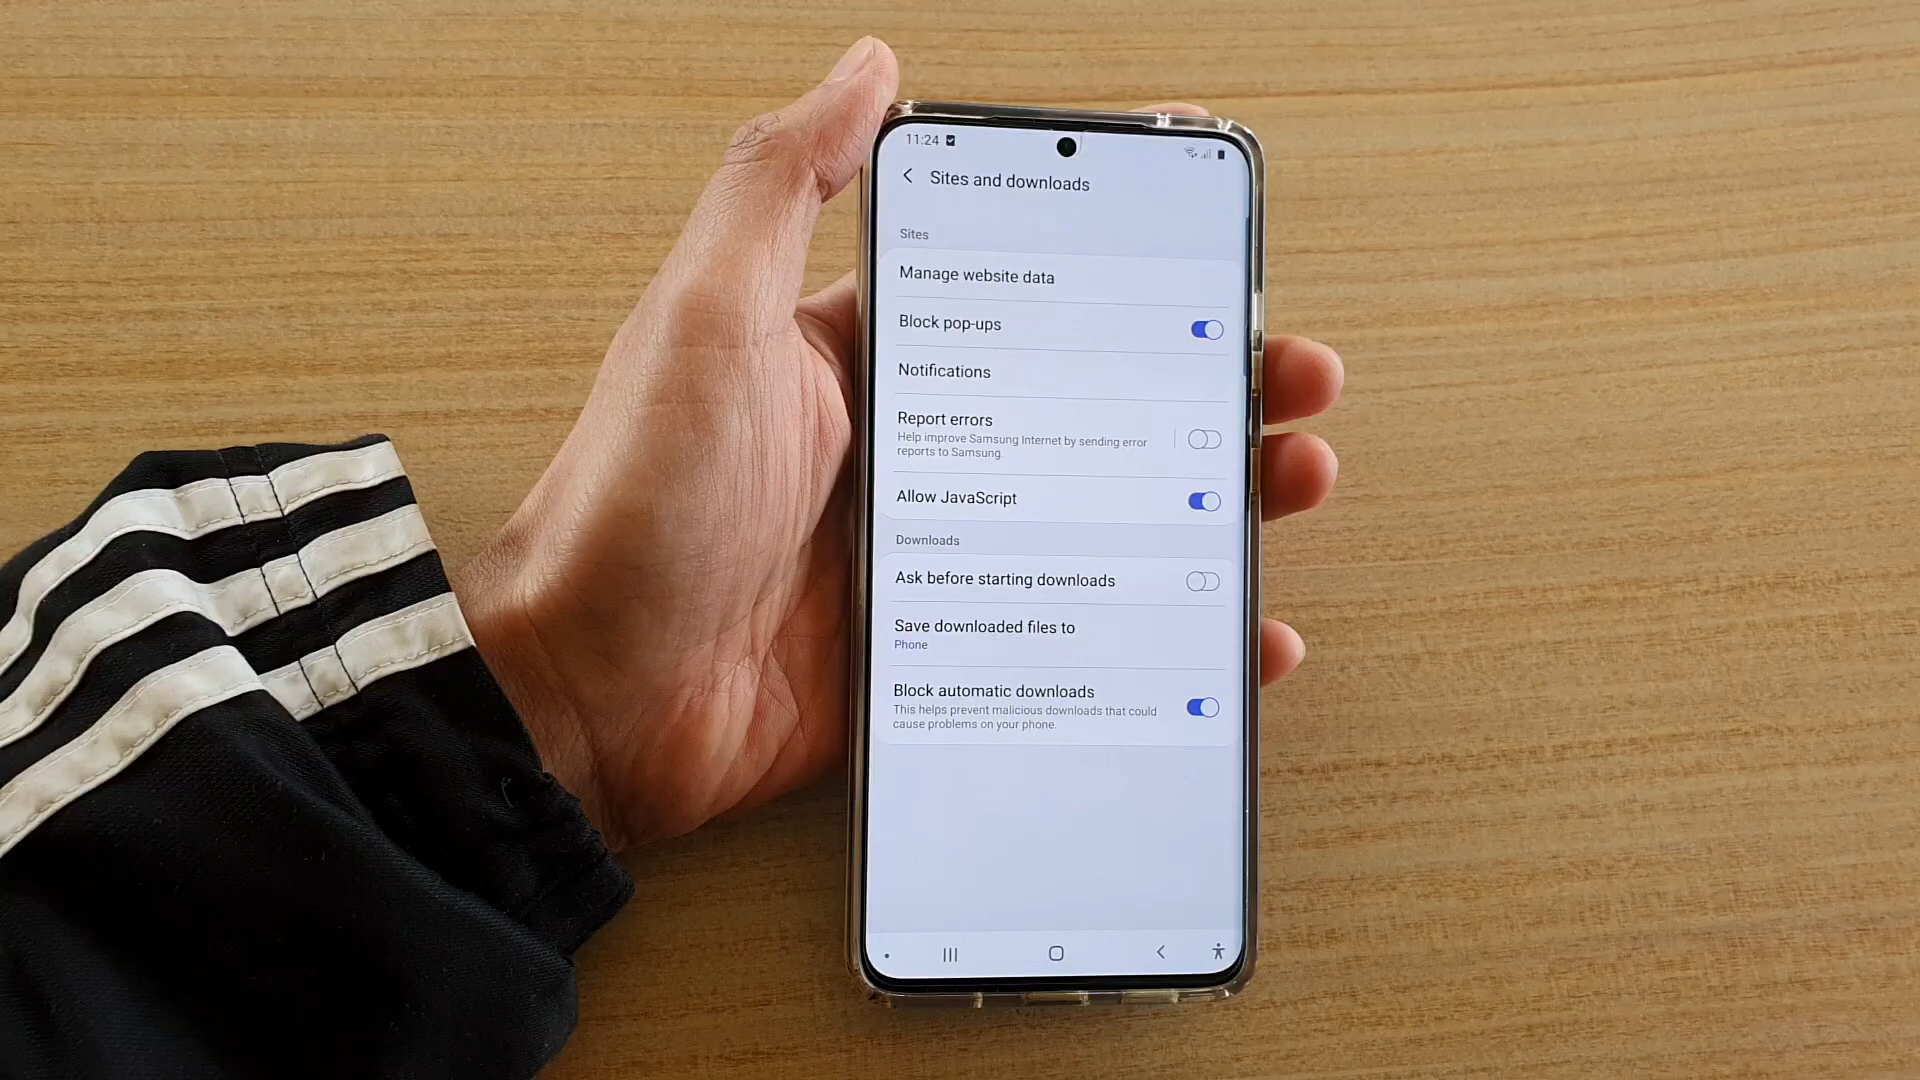 11:24
Sites and downloads
Sites
Manage website data
Block pop-ups
Notifications
Report errors
Help improve Samsung Internet by sending error
reports to Samsung.
Allow JavaScript
Downloads
Ask before starting downloads
Save downloaded files to
Phone
Block automatic downloads
This helps prevent malicious downloads that could
cause problems on your phone.